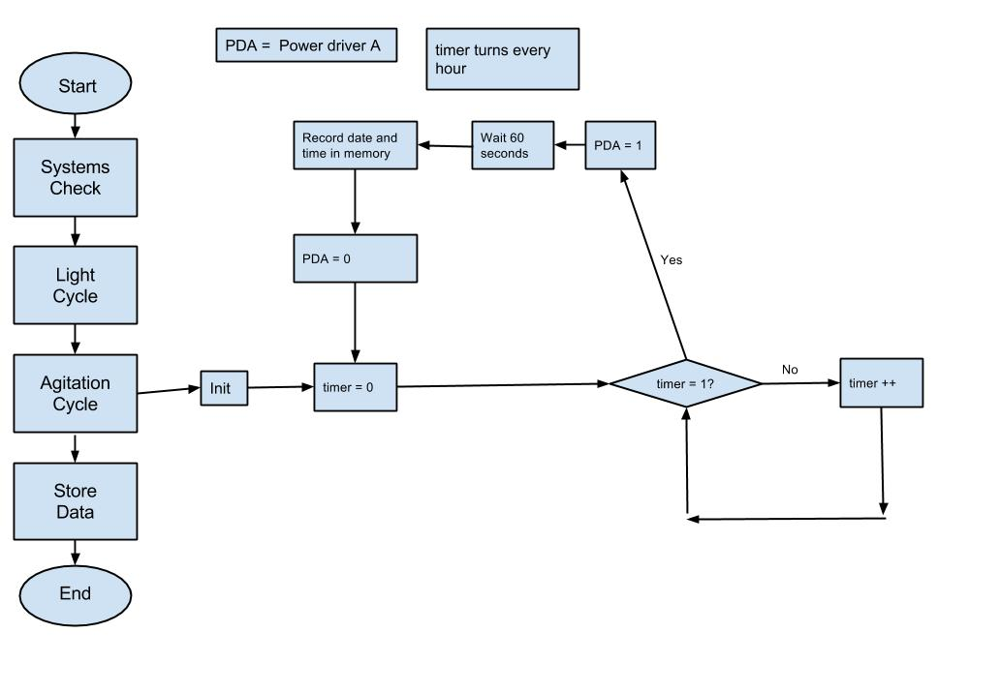 PDA =  Power driver A
timer turns every
hour
Start
Systems
Check
Light
Cycle
Agitation
Cycle
Store
Data
End
Init
timer = 0
timer = 1?
No
timer ++
Yes
PDA = 1
Wait 60
seconds
Record date and
time in memory
PDA = 0